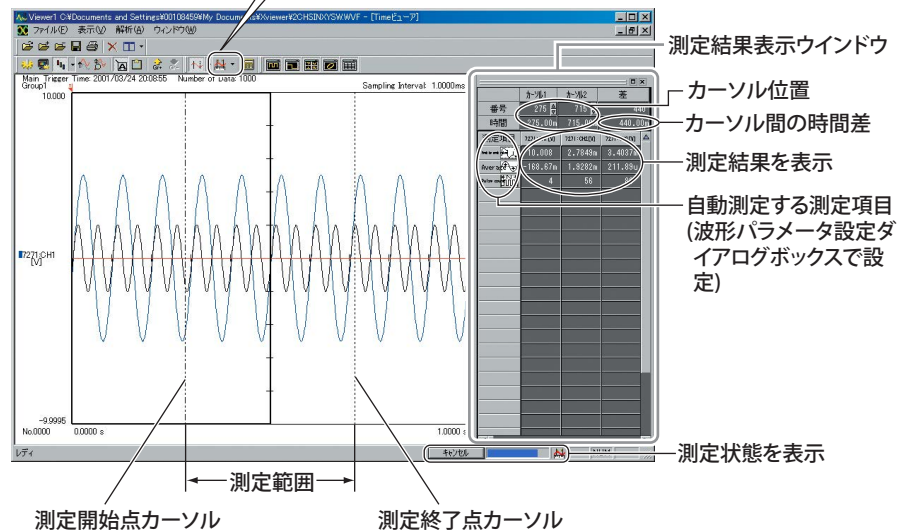 Viewer1 C:¥Documents and Settings¥00108459¥My Documents¥Xviewer¥2CHSINXYSW.WVF - [Timeビューア]
ファイル(F) 表示(V) 解析(A) ウィンドウ(W)
Main Trigger Time: 2001/03/24 20:08:55 Number of Data: 1000
Group1
Sampling Interval: 1.0000ms
10.000
7271:CH1
[V]
-9.9995
No.0000 0.0000 s
1.0000 s
レディ
キャンセル
カーソル1 カーソル2 差
番号 275 715 440
時間 275.00m 715.00m 440.00m
測定項目
10.008 2.7849m 3.4037m
-168.67m 1.9282m 211.89u
4 56
測定結果表示ウインドウ
カーソル位置
カーソル間の時間差
測定結果を表示
自動測定する測定項目
(波形パラメータ設定ダ
イアログボックスで設
定)
測定状態を表示
測定範囲
測定開始点カーソル
測定終了点カーソル